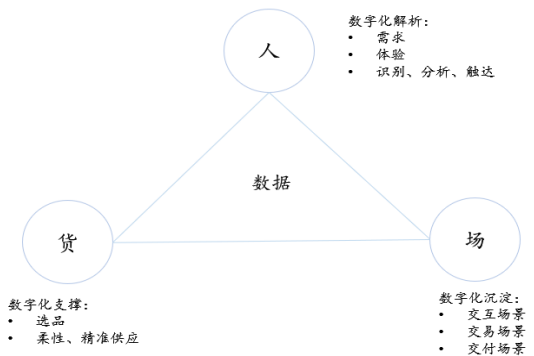 人
数字化解析：
• 需求
• 体验
• 识别、分析、触达
数据
货
场
数字化支撑：
• 选品
• 柔性、精准供应
数字化沉淀：
• 交互场景
• 交易场景
• 交付场景